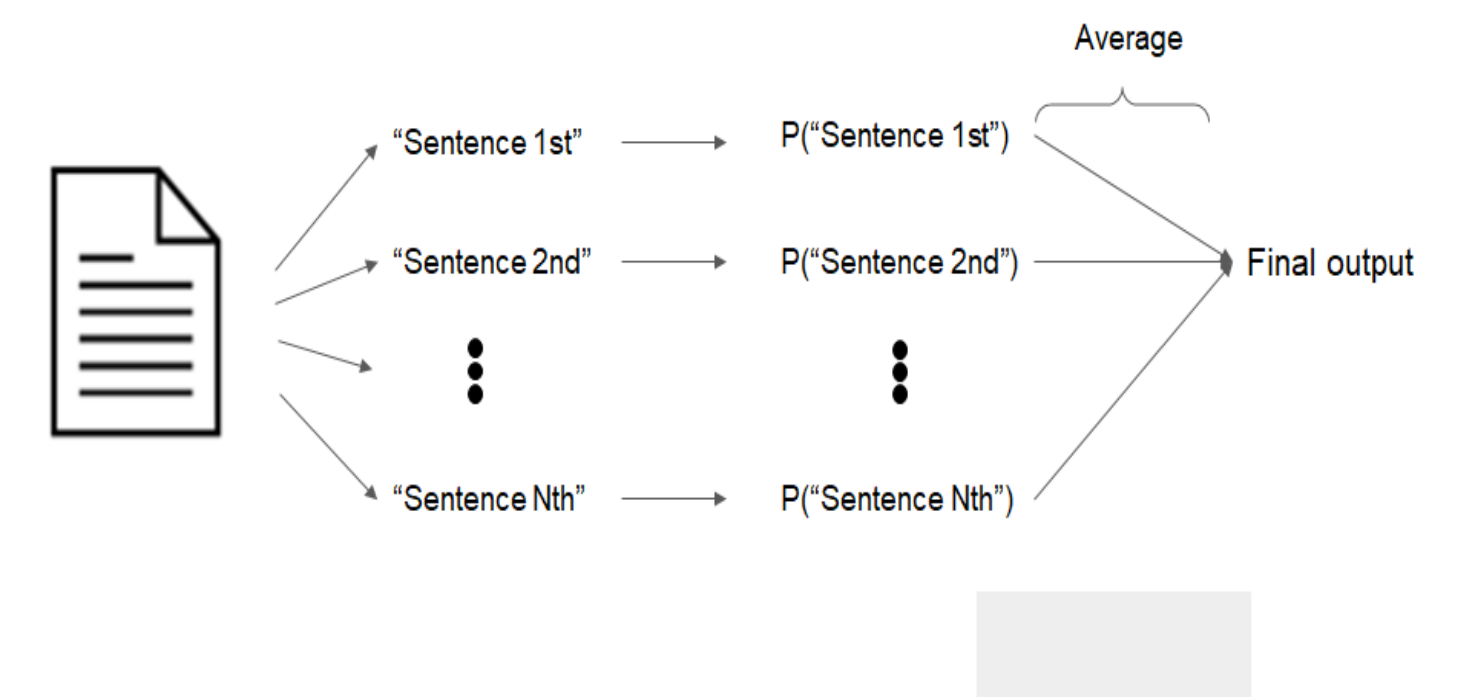 Average
“Sentence 1st”
P(“Sentence 1st”)
“Sentence 2nd”
P(“Sentence 2nd”)
Final output
“Sentence Nth”
P(“Sentence Nth”)